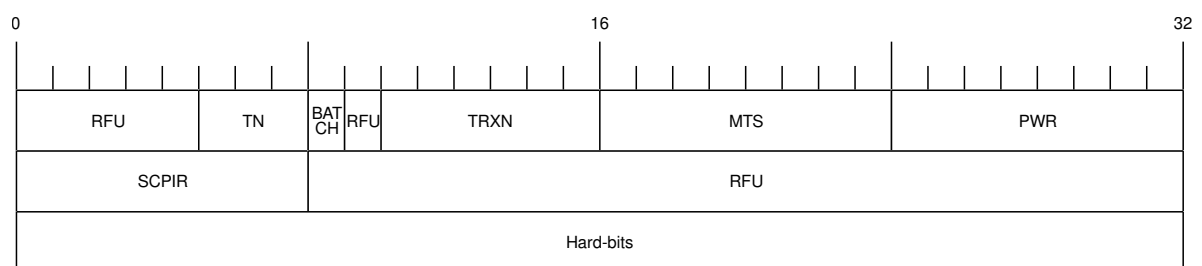 0 16 32
RFU TN BAT CH RFU TRXN MTS PWR
SCPIR RFU
Hard-bits